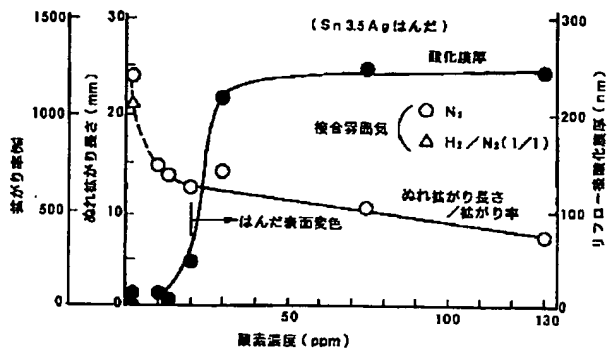 (Sn3.5Agはんだ)
酸化膜厚
接合雰囲気
N₂
H₂/N₂(1/1)
ぬれ拡がり長さ
/拡がり率
はんだ表面変色
拡がり率(%)
1500
1000
500
0
ぬれ拡がり長さ(mm)
30
20
10
0
リフロー後酸化膜厚(nm)
300
200
100
0
50
100
130
酸素濃度(ppm)